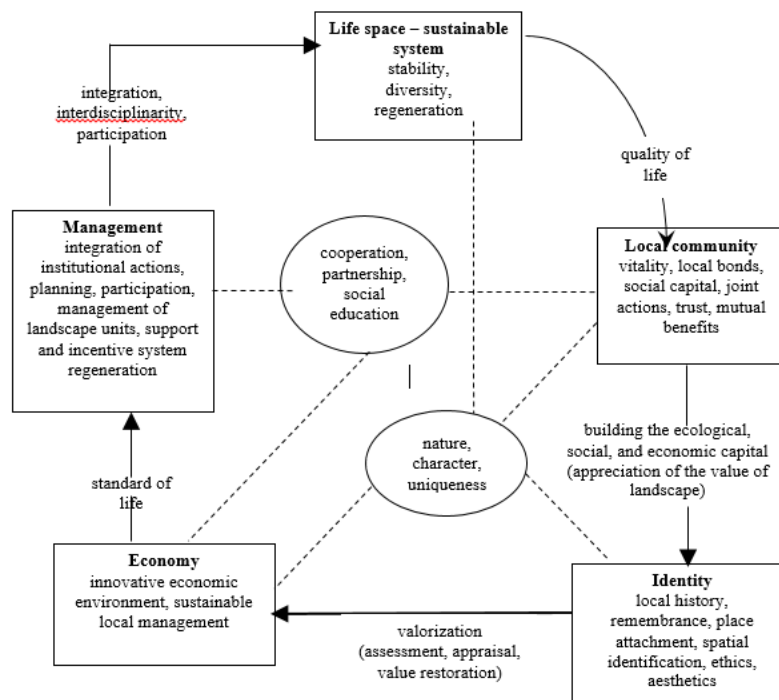 Life space – sustainable
system
stability,
diversity,
regeneration
integration,
interdisciplinarity,
participation
quality of
life
Management
integration of
institutional actions,
planning, participation,
management of
landscape units, support
and incentive system
regeneration
cooperation,
partnership,
social
education
Local community
vitality, local bonds,
social capital, joint
actions, trust, mutual
benefits
nature,
character,
uniqueness
building the ecological,
social, and economic capital
(appreciation of the value of
landscape)
standard of
life
Economy
innovative economic
environment, sustainable
local management
valorization
(assessment, appraisal,
value restoration)
Identity
local history,
remembrance, place
attachment, spatial
identification, ethics,
aesthetics